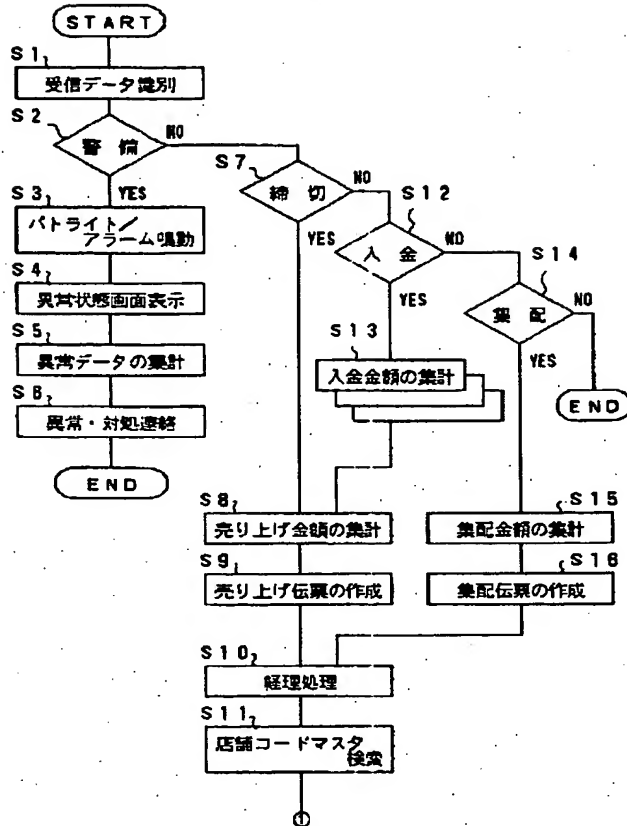 START
S1
受信データ識別
S2
警備
NO
YES
S3
パトライト／
アラーム鳴動
S4
異常状態画面表示
S5
異常データの集計
S6
異常・対処連絡
END
S7
締切
NO
YES
S12
入金
NO
YES
S13
入金金額の集計
S14
集配
NO
YES
END
S8
売り上げ金額の集計
S9
売り上げ伝票の作成
S15
集配金額の集計
S16
集配伝票の作成
S10
経理処理
S11
店舗コードマスタ
検索
①